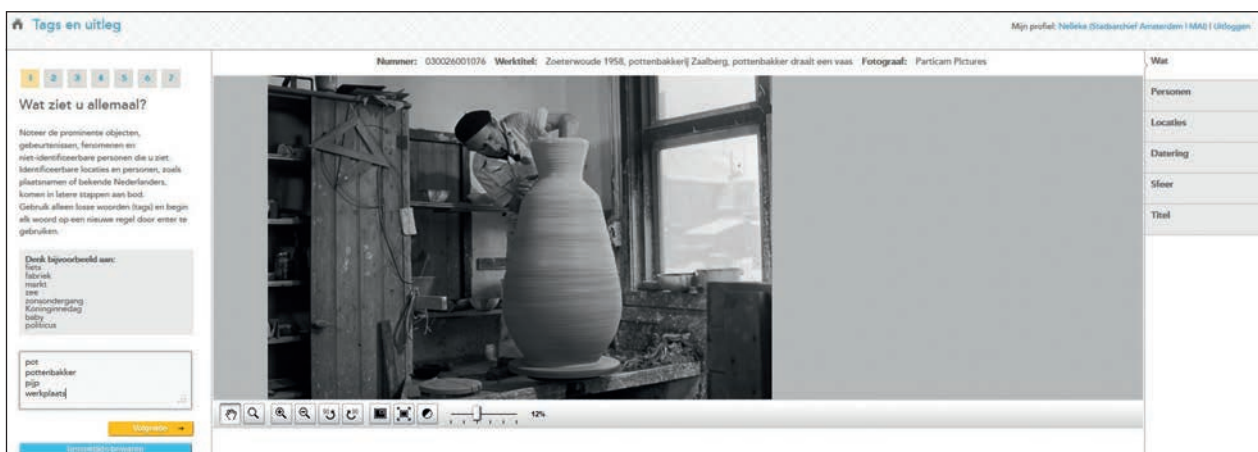 Tags en uitleg
Mijn profiel: Nelleke (Stadsarchief Amsterdam | MAI) | Uitloggen
1 2 3 4 5 6 7
Wat ziet u allemaal?
Noteer de prominente objecten,
gebeurtenissen, fenomenen en
niet-identificeerbare personen die u ziet.
Identificeerbare locaties en personen, zoals
plaatsnamen of bekende Nederlanders,
komen in latere stappen aan bod.
Gebruik alleen losse woorden (tags) en begin
elk woord op een nieuwe regel door enter te
gebruiken.
Denk bijvoorbeeld aan:
fiets
fabriek
markt
zee
zonsondergang
Koninginnedag
baby
politicus
pot
pottenbakker
pijp
werkplaats
Nummer: 030026001076 Werktitel: Zoeterwoude 1958, pottenbakkerij Zaalberg, pottenbakker draait een vaas Fotograaf: Particam Pictures
12%
Wat
Personen
Locaties
Datering
Sfeer
Titel